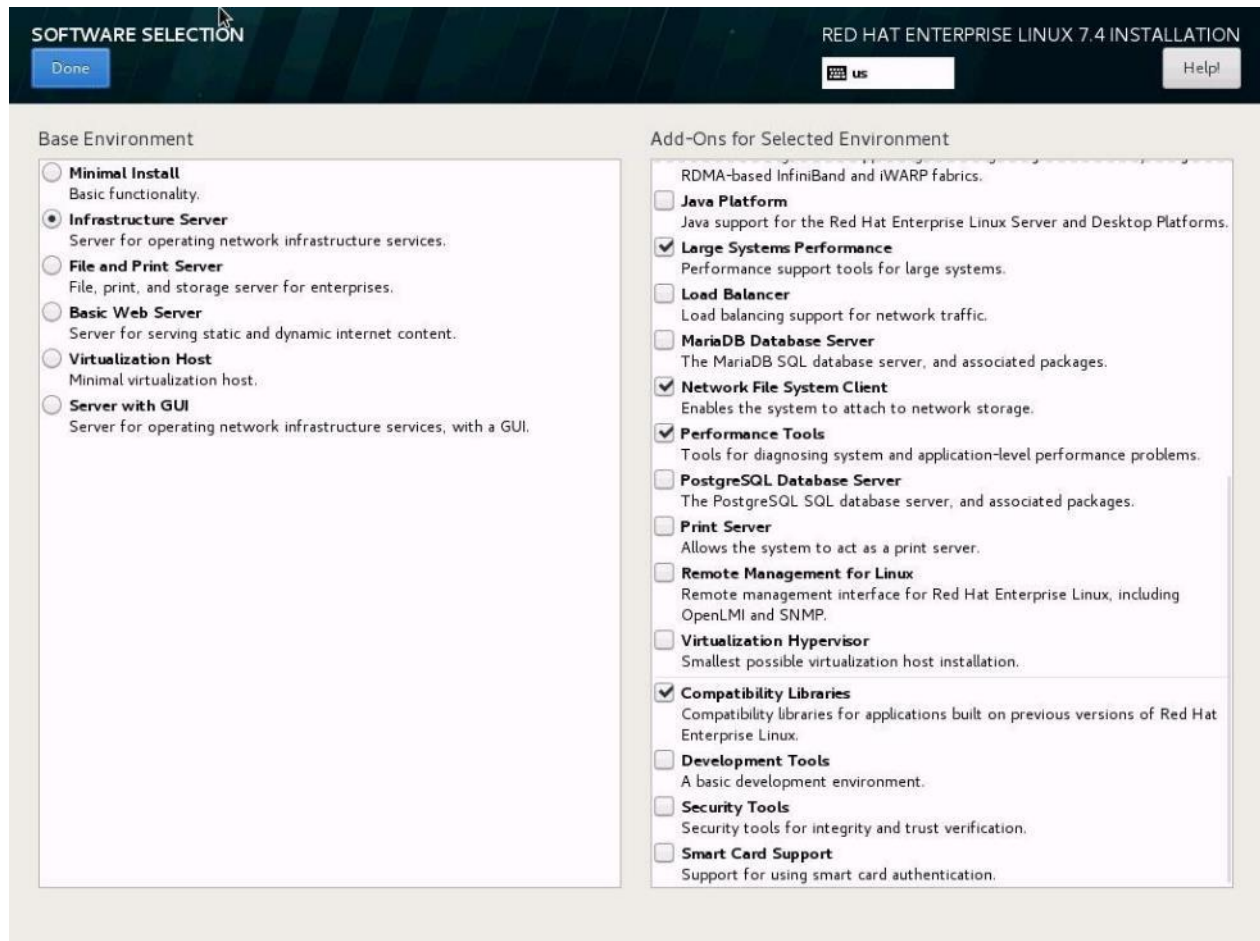 SOFTWARE SELECTION
RED HAT ENTERPRISE LINUX 7.4 INSTALLATION
Done
us
Help!
Base Environment
Minimal Install
Basic functionality.
Infrastructure Server
Server for operating network infrastructure services.
File and Print Server
File, print, and storage server for enterprises.
Basic Web Server
Server for serving static and dynamic internet content.
Virtualization Host
Minimal virtualization host.
Server with GUI
Server for operating network infrastructure services, with a GUI.
Add-Ons for Selected Environment
RDMA-based InfiniBand and iWARP fabrics.
Java Platform
Java support for the Red Hat Enterprise Linux Server and Desktop Platforms.
Large Systems Performance
Performance support tools for large systems.
Load Balancer
Load balancing support for network traffic.
MariaDB Database Server
The MariaDB SQL database server, and associated packages.
Network File System Client
Enables the system to attach to network storage.
Performance Tools
Tools for diagnosing system and application-level performance problems.
PostgreSQL Database Server
The PostgreSQL SQL database server, and associated packages.
Print Server
Allows the system to act as a print server.
Remote Management for Linux
Remote management interface for Red Hat Enterprise Linux, including
OpenLMI and SNMP.
Virtualization Hypervisor
Smallest possible virtualization host installation.
Compatibility Libraries
Compatibility libraries for applications built on previous versions of Red Hat
Enterprise Linux.
Development Tools
A basic development environment.
Security Tools
Security tools for integrity and trust verification.
Smart Card Support
Support for using smart card authentication.